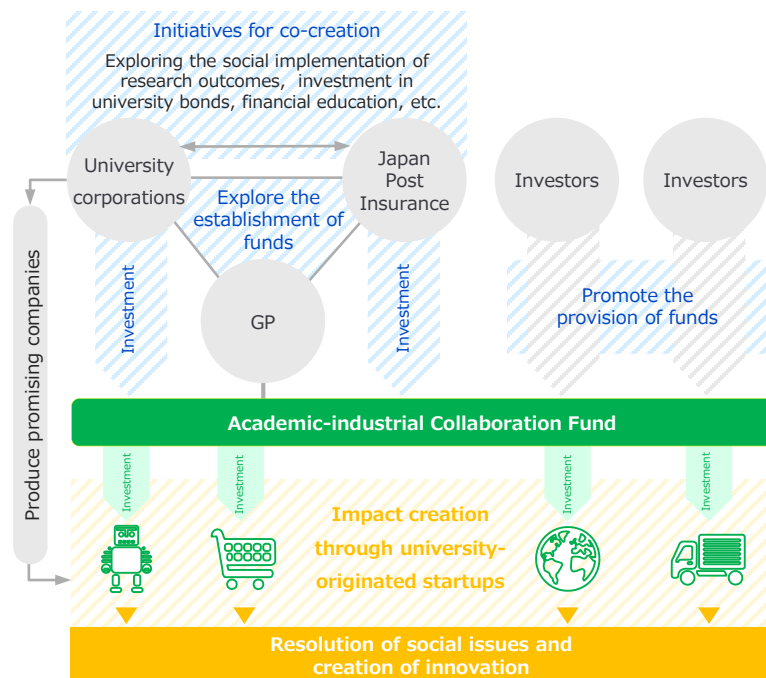 Initiatives for co-creation
Exploring the social implementation of
research outcomes, investment in
university bonds, financial education, etc.
University
corporations
Japan
Post
Insurance
Investors
Investors
Explore the
establishment of
funds
Investment
GP
Investment
Promote the
provision of funds
Produce promising companies
Academic-industrial Collaboration Fund
Investment
Investment
Investment
Investment
Impact creation
through university-
originated startups
Resolution of social issues and
creation of innovation